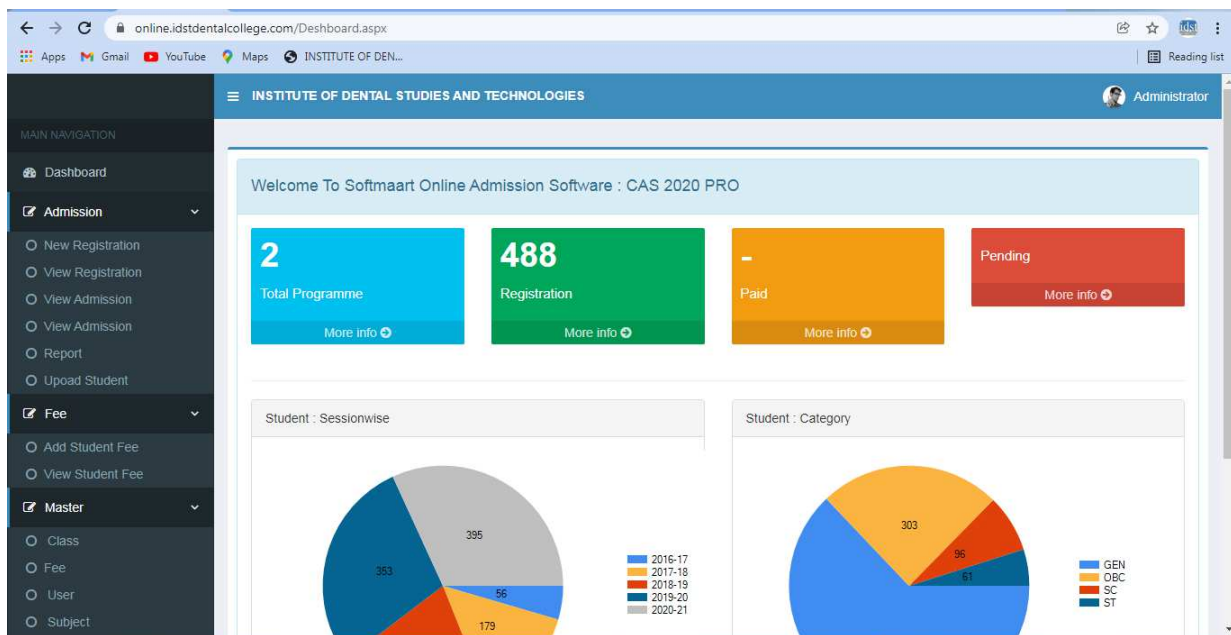 online.idstdentalcollege.com/Deshboard.aspx
Apps Gmail YouTube Maps INSTITUTE OF DEN... Reading list
INSTITUTE OF DENTAL STUDIES AND TECHNOLOGIES Administrator
MAIN NAVIGATION
Dashboard
Admission
New Registration
View Registration
View Admission
View Admission
Report
Upoad Student
Fee
Add Student Fee
View Student Fee
Master
Class
Fee
User
Subject
Welcome To Softmaart Online Admission Software : CAS 2020 PRO
2
Total Programme
More info
488
Registration
More info
-
Paid
More info
Pending
More info
Student : Sessionwise
395
353
56
179
2016-17
2017-18
2018-19
2019-20
2020-21
Student : Category
303
96
61
GEN
OBC
SC
ST